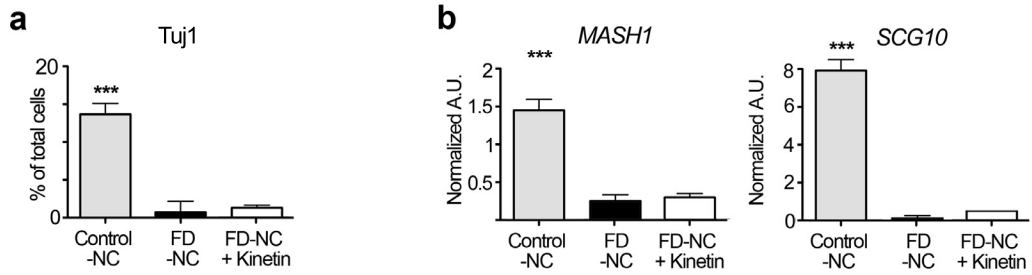 a
Tuj1
% of total cells
20
0
***
Control
-NC
FD
-NC
FD-NC
+ Kinetin
b
MASH1
Normalized A.U.
2
1.5
1
0.5
***
Control
-NC
FD
-NC
FD-NC
+ Kinetin
SCG10
Normalized A.U.
8
6
4
2
0
***
Control
-NC
FD
-NC
FD-NC
+ Kinetin